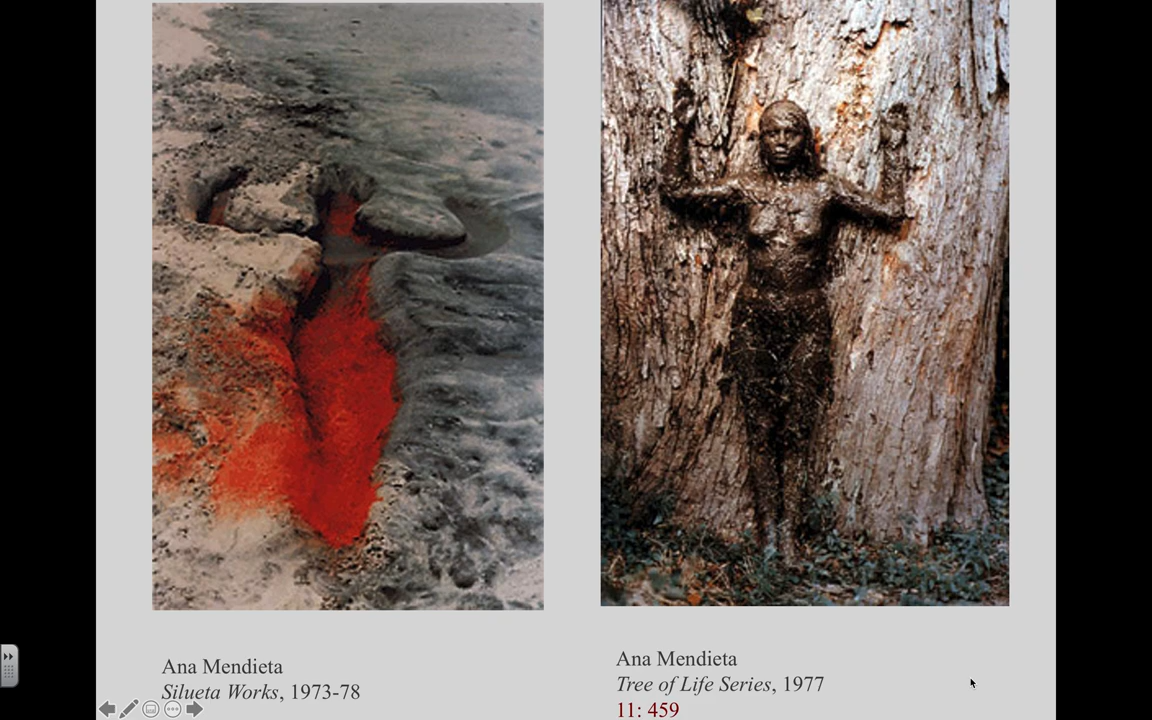 Ana Mendieta
Silueta Works, 1973-78
Ana Mendieta
Tree of Life Series, 1977
11: 459